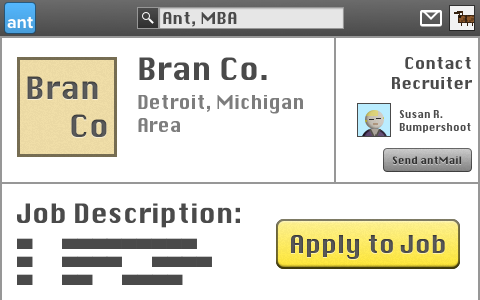 ant
Ant, MBA
Bran
Co
Bran Co.
Detroit, Michigan
Area
Contact
Recruiter
Susan R.
Bumpershoot
Send antMail
Job Description:
Apply to Job